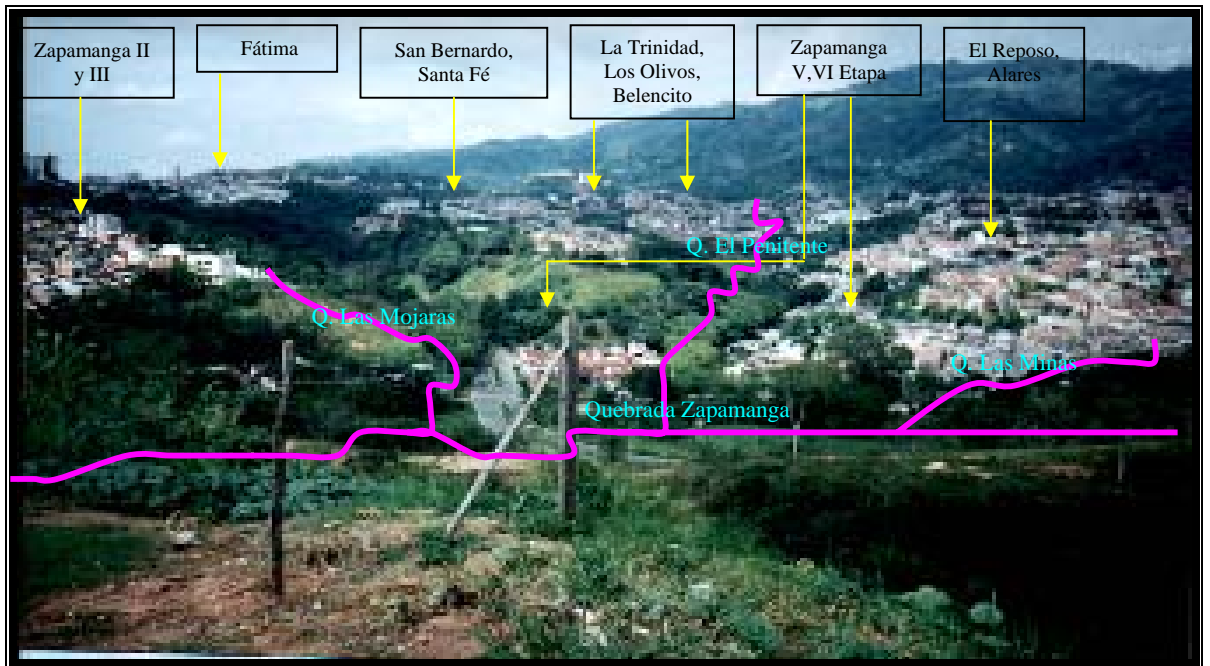 Zapamanga II
y III
Fátima
San Bernardo,
Santa Fé
La Trinidad,
Los Olivos,
Belencito
Zapamanga
V,VI Etapa
El Reposo,
Alares
Q. El Penitente
Q. Las Mojaras
Q. Las Minas
Quebrada Zapamanga